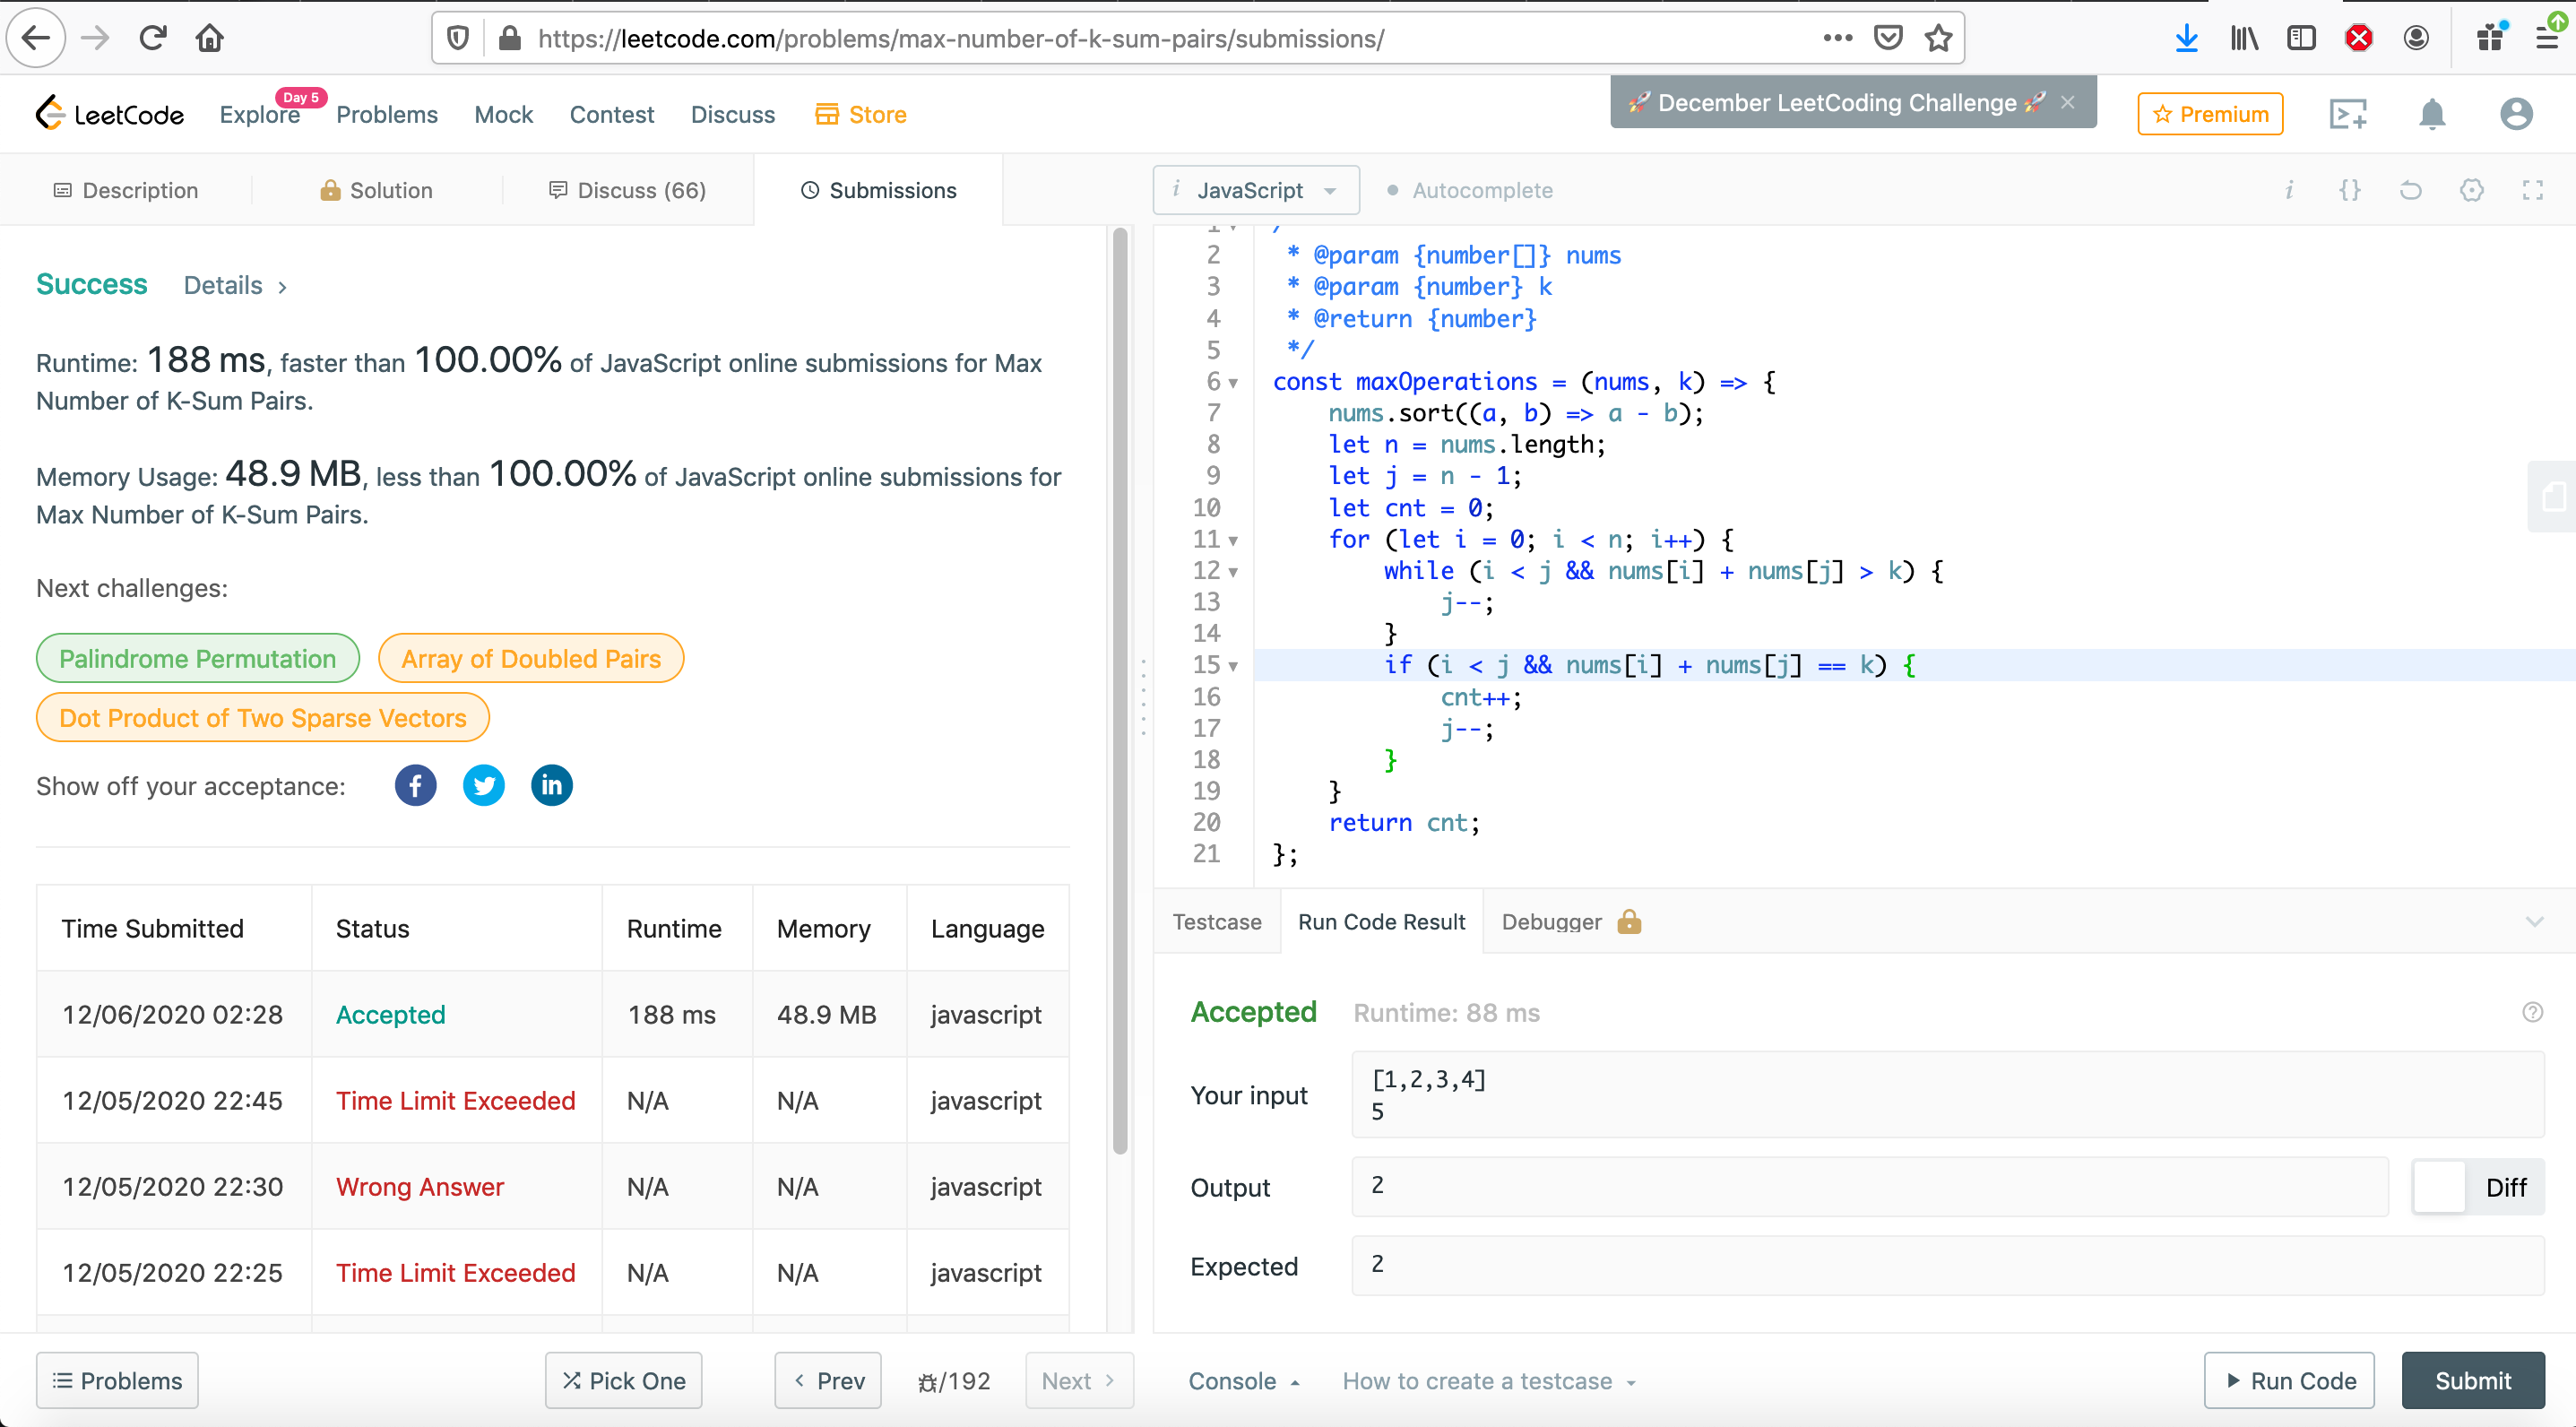 https://leetcode.com/problems/max-number-of-k-sum-pairs/submissions/
LeetCode
Explore
Day 5
Problems
Mock
Contest
Discuss
Store
🚀 December LeetCoding Challenge 🚀 ×
Premium
Description
Solution
Discuss (66)
Submissions
Success
Details >
Runtime: 188 ms, faster than 100.00% of JavaScript online submissions for Max
Number of K-Sum Pairs.
Memory Usage: 48.9 MB, less than 100.00% of JavaScript online submissions for
Max Number of K-Sum Pairs.
Next challenges:
Palindrome Permutation
Array of Doubled Pairs
Dot Product of Two Sparse Vectors
Show off your acceptance:
Time Submitted Status Runtime Memory Language
12/06/2020 02:28 Accepted 188 ms 48.9 MB javascript
12/05/2020 22:45 Time Limit Exceeded N/A N/A javascript
12/05/2020 22:30 Wrong Answer N/A N/A javascript
12/05/2020 22:25 Time Limit Exceeded N/A N/A javascript
Problems
Pick One
< Prev
/192
Next >
i JavaScript
Autocomplete
2 * @param {number[]} nums
3 * @param {number} k
4 * @return {number}
5 */
6 const maxOperations = (nums, k) => {
7 nums.sort((a, b) => a - b);
8 let n = nums.length;
9 let j = n - 1;
10 let cnt = 0;
11 for (let i = 0; i < n; i++) {
12 while (i < j && nums[i] + nums[j] > k) {
13 j--;
14 }
15 if (i < j && nums[i] + nums[j] == k) {
16 cnt++;
17 j--;
18 }
19 }
20 return cnt;
21 };
Testcase
Run Code Result
Debugger
Accepted
Runtime: 88 ms
Your input
[1,2,3,4]
5
Output
2
Diff
Expected
2
Console
How to create a testcase
Run Code
Submit